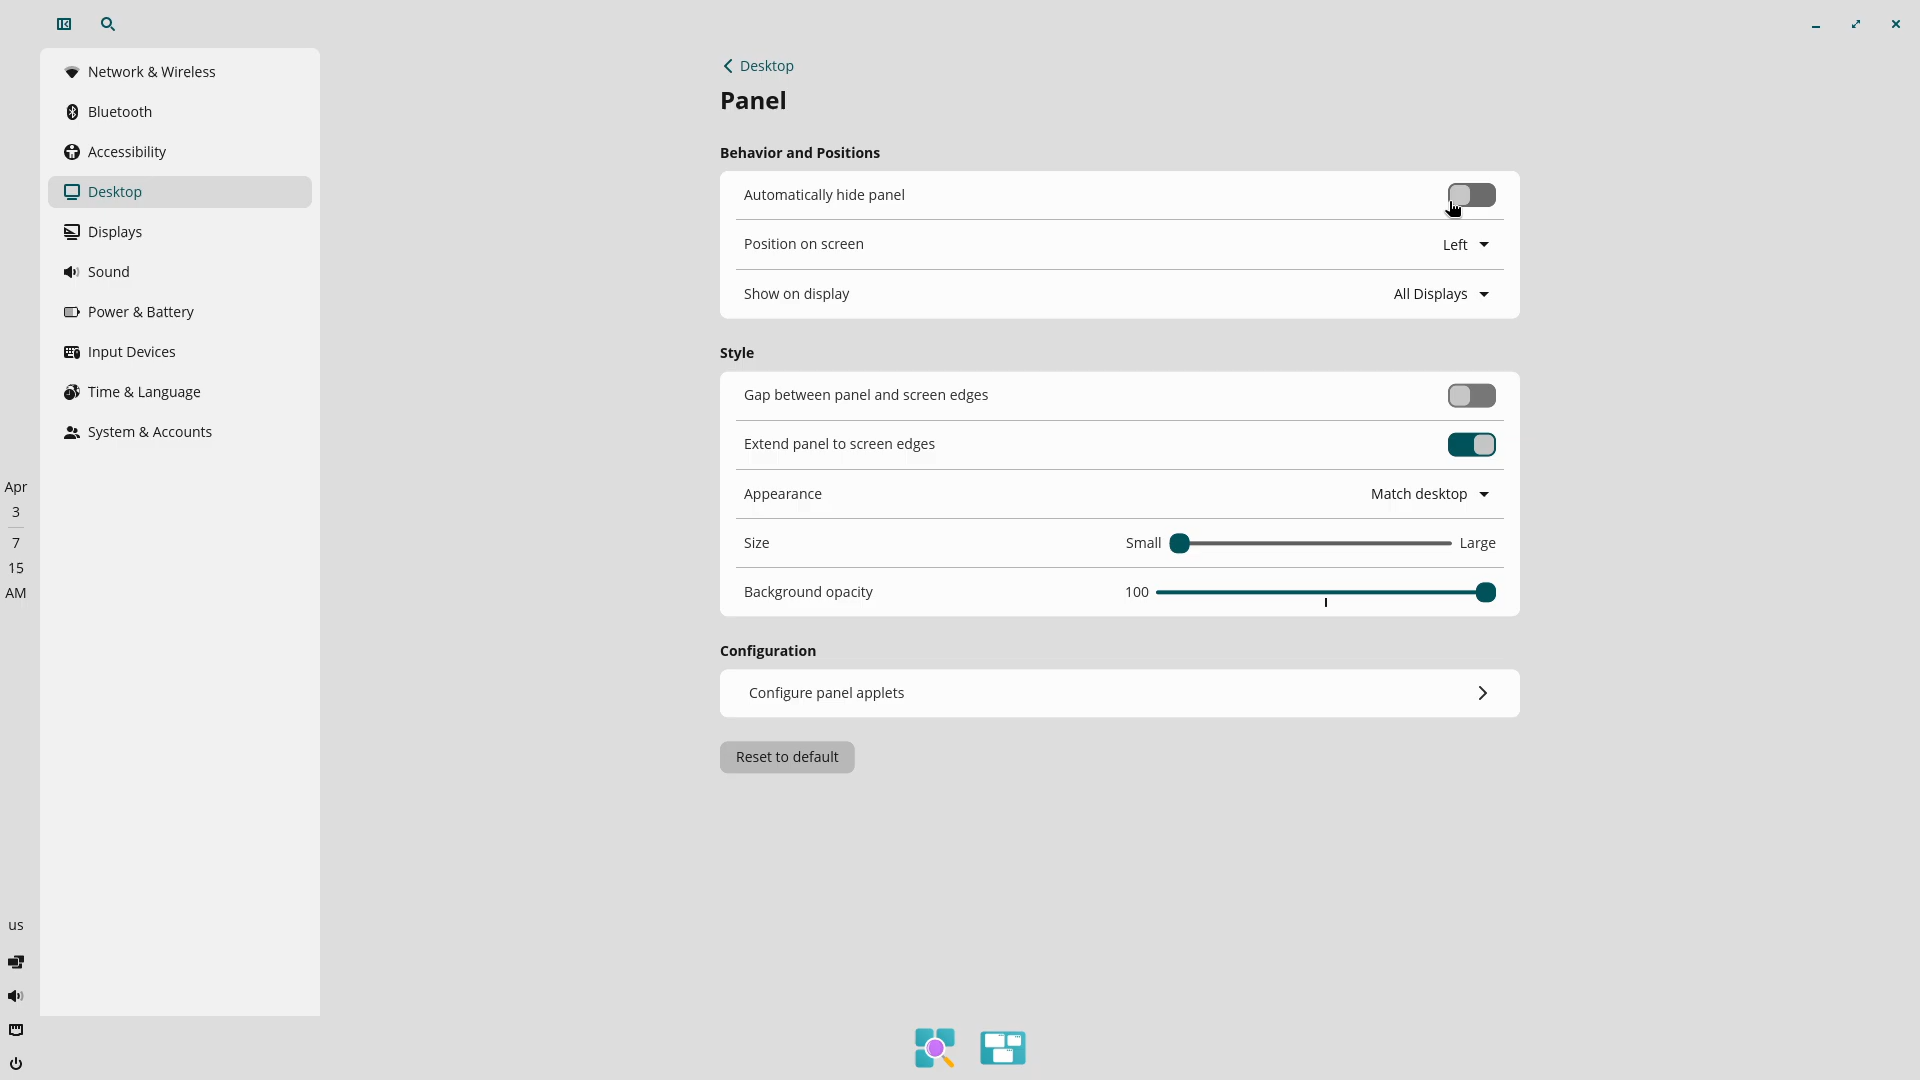 Network & Wireless
Bluetooth
Accessibility
Desktop
Displays
Sound
Power & Battery
Input Devices
Time & Language
System & Accounts
Apr
3
7
15
AM
us
Desktop
Panel
Behavior and Positions
Automatically hide panel
Position on screen Left
Show on display All Displays
Style
Gap between panel and screen edges
Extend panel to screen edges
Appearance Match desktop
Size Small Large
Background opacity 100
Configuration
Configure panel applets
Reset to default